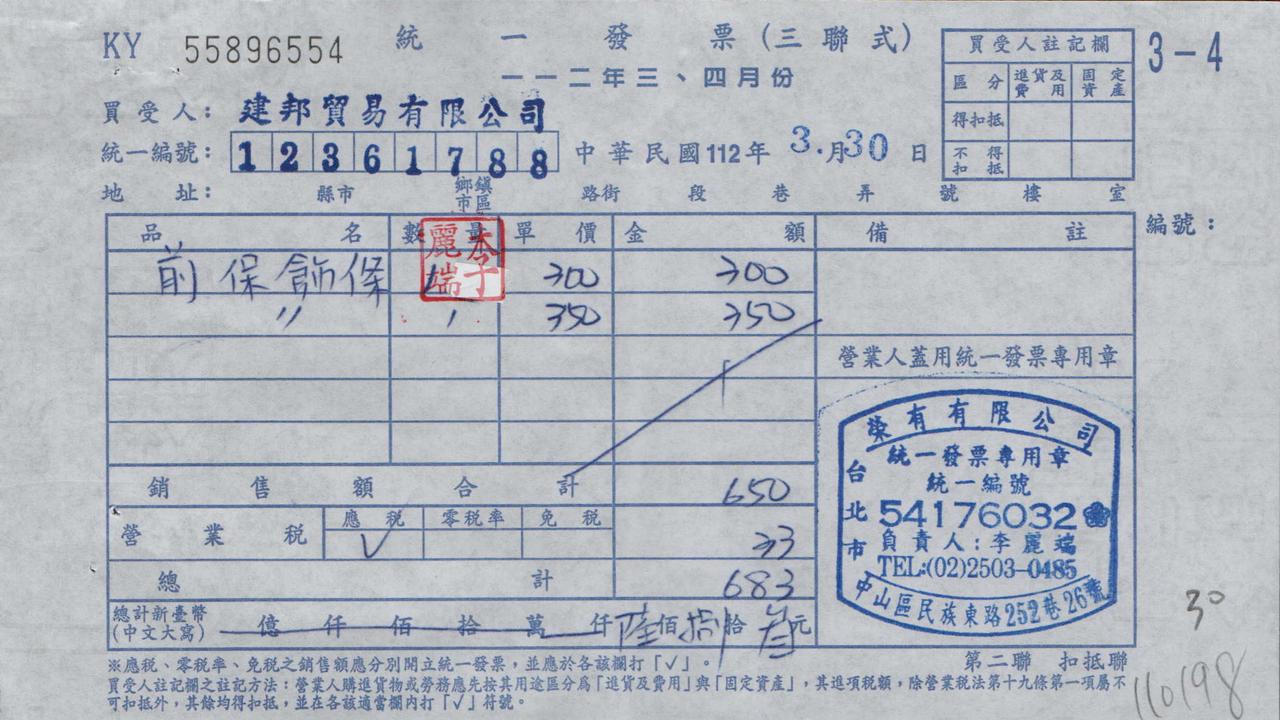 KY 55896554 統一發票(三聯式)
一一二年三、四月份
3-4
買受人註記欄
區分 進貨及費用 固定資產
得扣抵
不得扣抵
買受人: 建邦貿易有限公司
統一編號: 12361788 中華民國112年 3.月30日
地址: 縣市 鄉鎮市區 路街 段 巷 弄 號 樓 室
編號:
品名 數量 單價 金額 備註
李麗端
前保飾條 1 300 300
〃 1 350 350
營業人蓋用統一發票專用章
榮有有限公司
統一發票專用章
統一編號
54176032
負責人:李麗端
TEL:(02)2503-0485
台北市中山區民族東路252巷26號
銷售額合計 650
營業稅 應稅 零稅率 免稅
✓ 33
總計 683
總計新臺幣(中文大寫) 億仟佰拾萬仟陸佰捌拾叁元
※應稅、零稅率、免稅之銷售額應分別開立統一發票,並應於各該欄打「✓」。
第二聯 扣抵聯
買受人註記欄之註記方法:營業人購進貨物或勞務應先按其用途區分為「進貨及費用」與「固定資產」,其進項稅額,除營業稅法第十九條第一項屬不
可扣抵外,其餘均得扣抵,並在各該適當欄內打「✓」符號。
30
110198